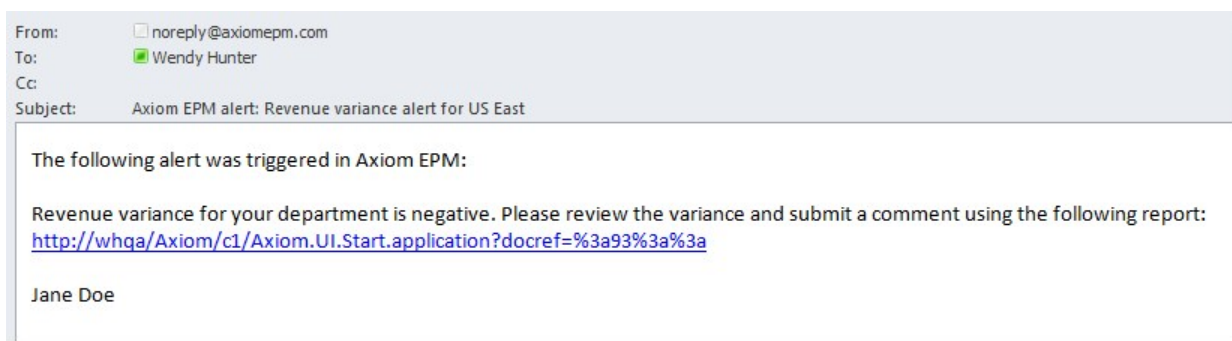 From: noreply@axiomepm.com
To: Wendy Hunter
Cc:
Subject: Axiom EPM alert: Revenue variance alert for US East
The following alert was triggered in Axiom EPM:
Revenue variance for your department is negative. Please review the variance and submit a comment using the following report:
http://whqa/Axiom/c1/Axiom.UI.Start.application?docref=%3a93%3a%3a
Jane Doe